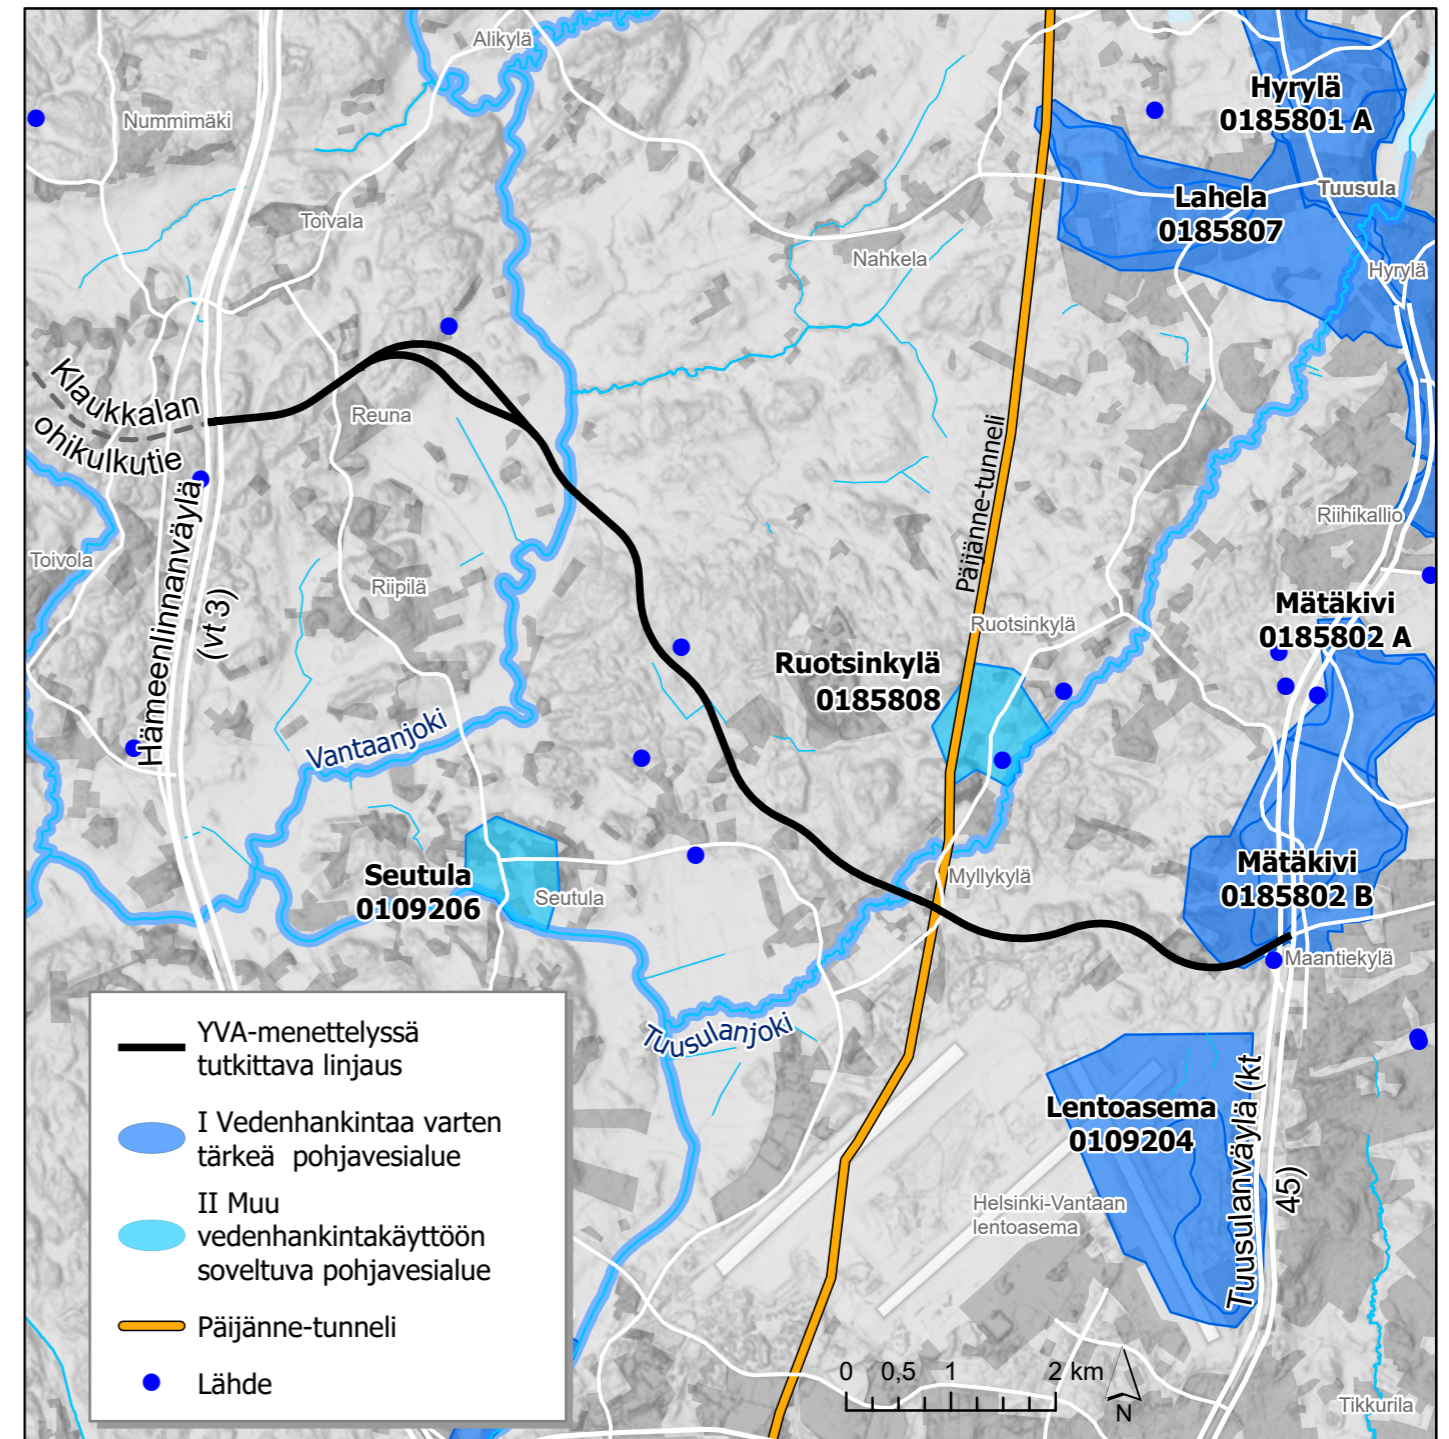 Alikylä
Nummimäki
Hyrylä
0185801 A
Toivala
Lahela
0185807
Tuusula
Nahkela
Hyrylä
Klaukkalan
ohikulkutie
Reuna
Päijänne-tunneli
Riihikallio
Toivola
Riipilä
Hämeenlinnanväylä
(vt 3)
Ruotsinkylä
Mätäkivi
0185802 A
Ruotsinkylä
0185808
Vantaanjoki
Seutula
0109206
Seutula
Myllykylä
Mätäkivi
0185802 B
Maantiekylä
Tuusulanjoki
Lentoasema
0109204
Tuusulanväylä (kt
45)
Helsinki-Vantaan
lentoasema
YVA-menettelyssä
tutkittava linjaus
I Vedenhankintaa varten
tärkeä pohjavesialue
II Muu
vedenhankintakäyttöön
soveltuva pohjavesialue
Päijänne-tunneli
Lähde
0 0,5 1 2 km
N
Tikkurila